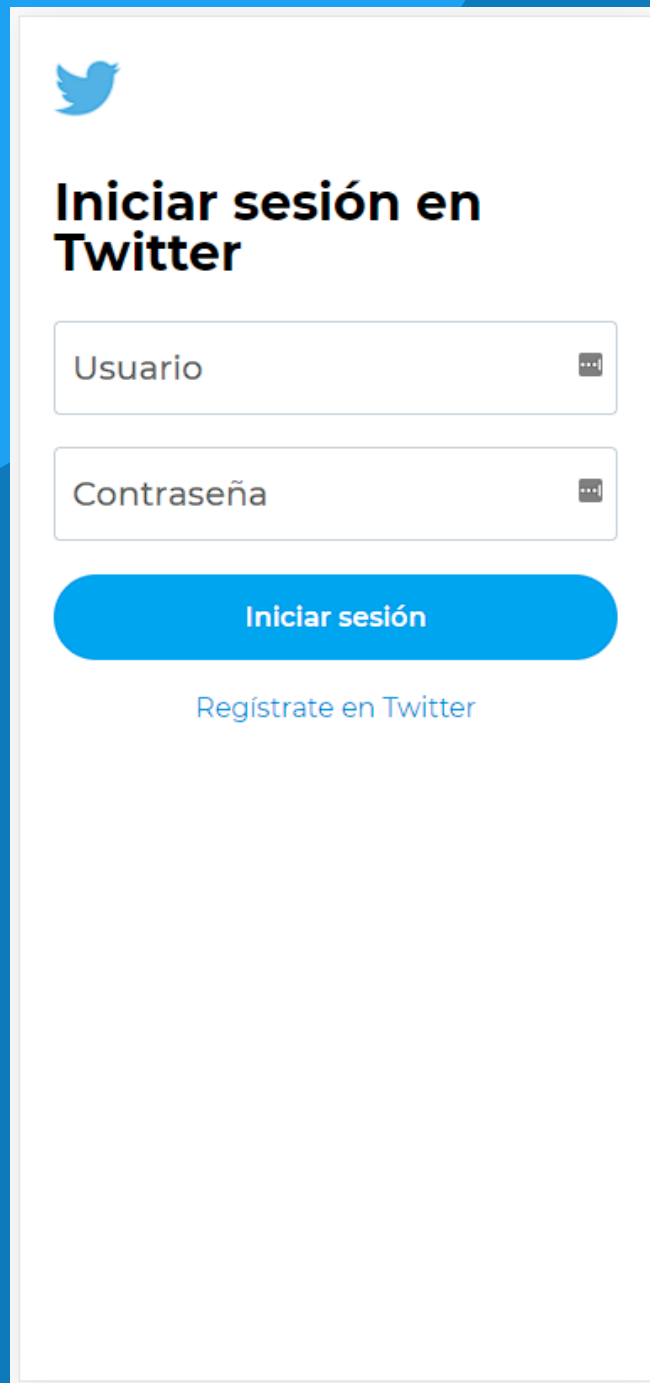 Iniciar sesión en
Twitter
Usuario
Contraseña
Iniciar sesión
Regístrate en Twitter